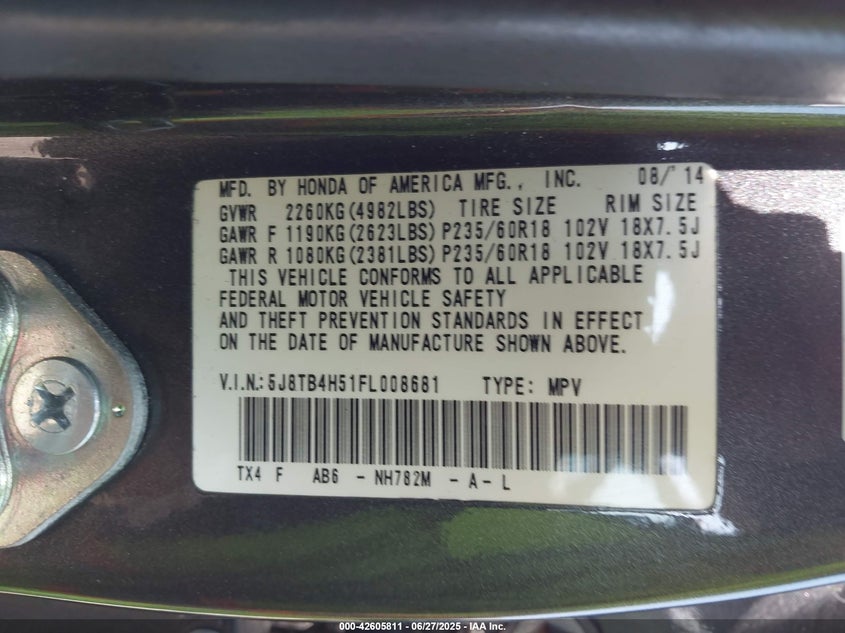 MFD. BY HONDA OF AMERICA MFG., INC. 08/ 14
GVWR 2260KG(4982LBS) TIRE SIZE RIM SIZE
GAWR F 1190KG(2623LBS) P235/60R18 102V 18X7.5J
GAWR R 1080KG(2381LBS) P235/60R18 102V 18X7.5J
THIS VEHICLE CONFORMS TO ALL APPLICABLE
FEDERAL MOTOR VEHICLE SAFETY
AND THEFT PREVENTION STANDARDS IN EFFECT
ON THE DATE OF MANUFACTURE SHOWN ABOVE.
V.I.N.: 5J8TB4H51FL008681 TYPE: MPV
TX4 F AB6 - NH782M - A - L
000-42605811 - 06/27/2025 - IAA Inc.